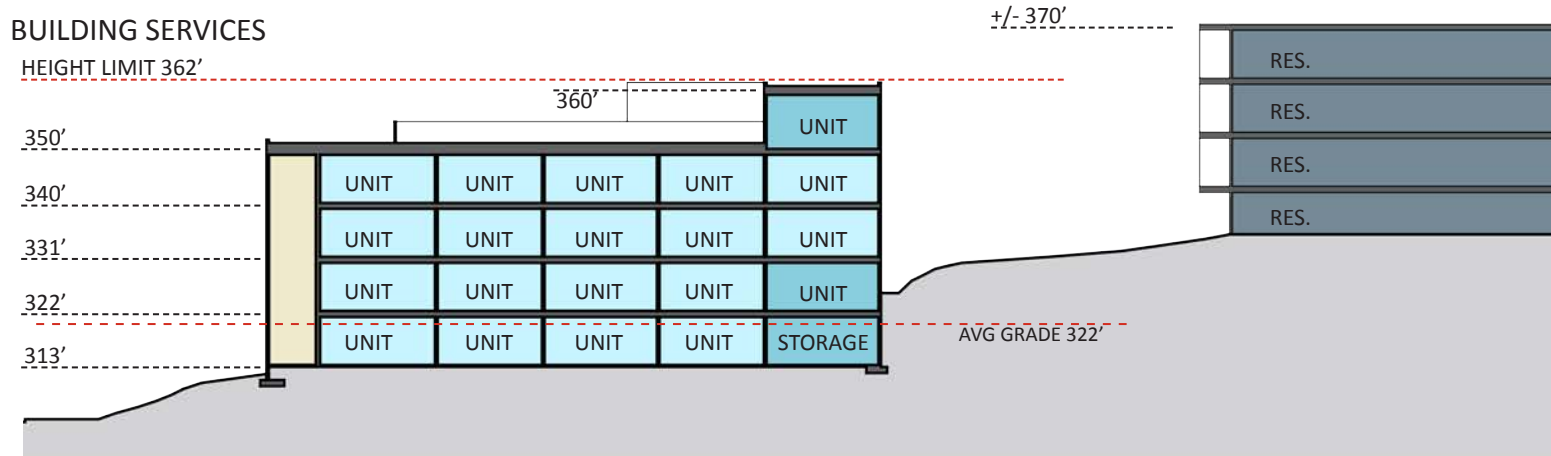 +/- 370’
BUILDING SERVICES
HEIGHT LIMIT 362’
RES.
360’
RES.
UNIT
350’
RES.
UNIT UNIT UNIT UNIT UNIT
340’
RES.
UNIT UNIT UNIT UNIT UNIT
331’
UNIT UNIT UNIT UNIT UNIT
322’
AVG GRADE 322’
UNIT UNIT UNIT UNIT STORAGE
313’